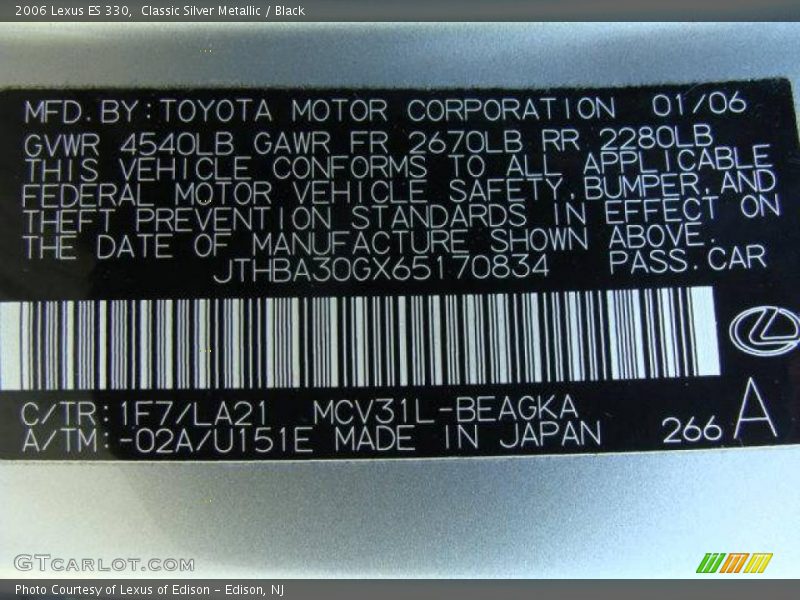 2006 Lexus ES 330,  Classic Silver Metallic / Black
MFD. BY: TOYOTA MOTOR CORPORATION 01/06
GVWR 4540LB GAWR FR 2670LB RR 2280LB
THIS VEHICLE CONFORMS TO ALL APPLICABLE
FEDERAL MOTOR VEHICLE SAFETY, BUMPER, AND
THEFT PREVENTION STANDARDS IN EFFECT ON
THE DATE OF MANUFACTURE SHOWN ABOVE.
JTHBA30GX65170834 PASS. CAR
C/TR: 1F7/LA21 MCV31L-BEAGKA
A/TM: -02A/U151E MADE IN JAPAN 266 A
GTCARLOT.COM
Photo Courtesy of Lexus of Edison - Edison, NJ